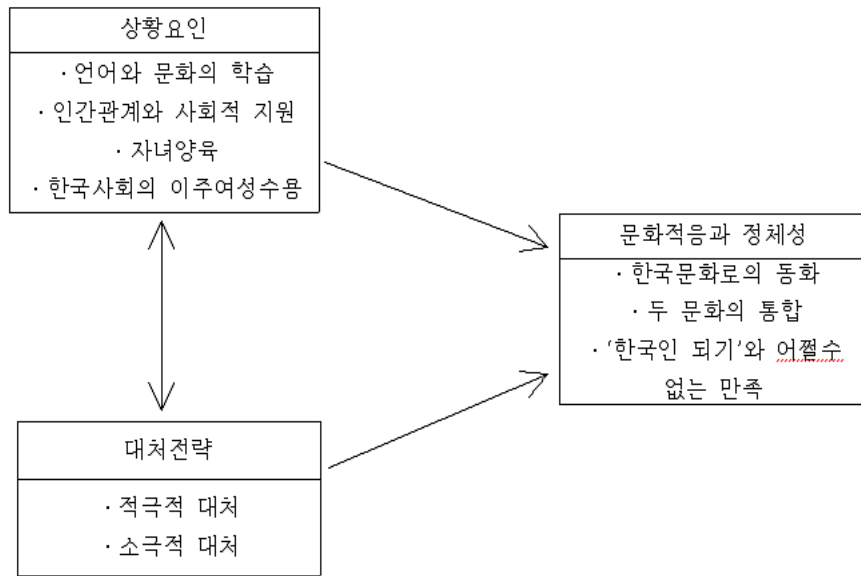 상황요인
· 언어와 문화의 학습
· 인간관계와 사회적 지원
· 자녀양육
· 한국사회의 이주여성수용
문화적음과 정체성
· 한국문화로의 동화
· 두 문화의 통합
· ‘한국인 되기’와 어쩔수
없는 만족
대처전략
· 적극적 대처
· 소극적 대처